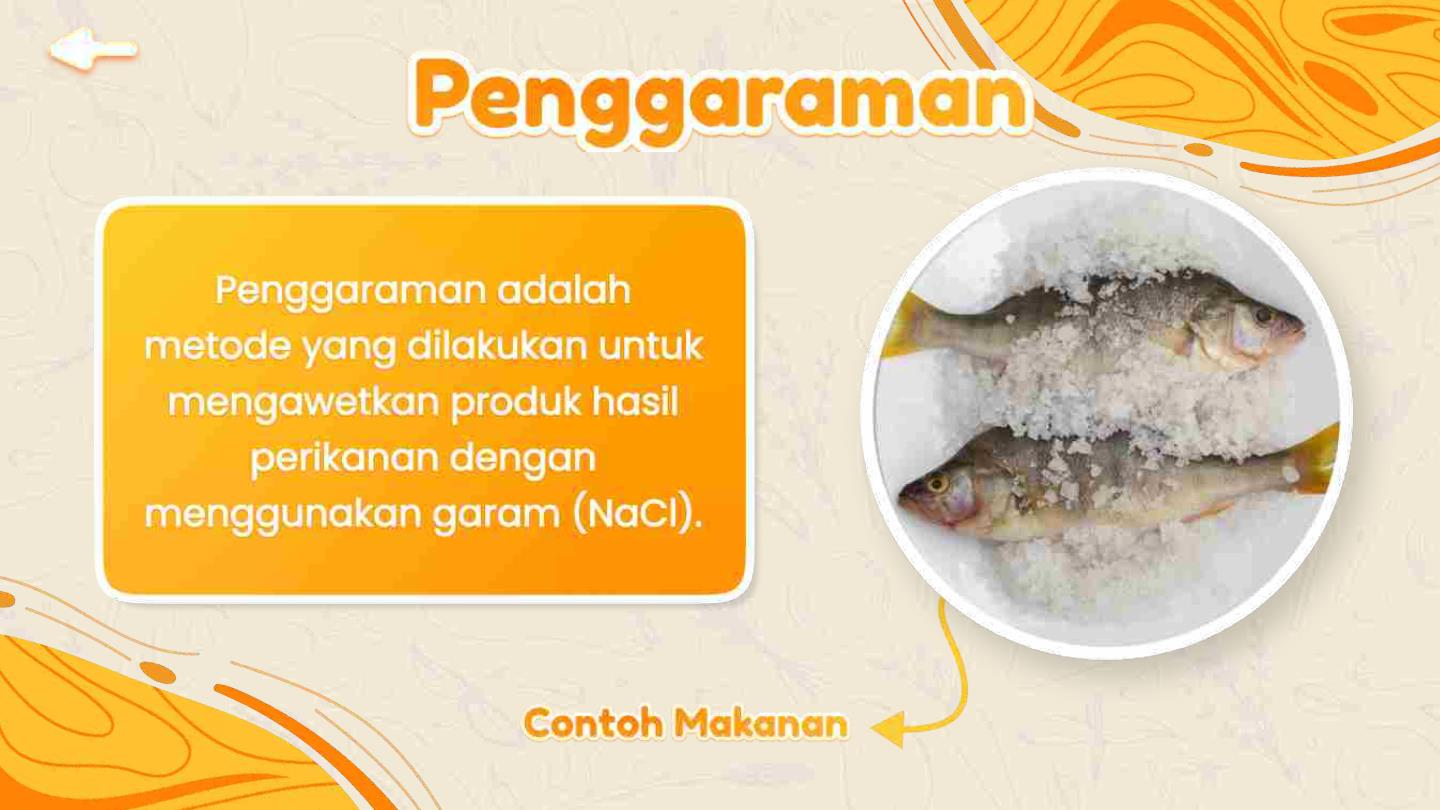 Penggaraman
Penggaraman adalah
metode yang dilakukan untuk
mengawetkan produk hasil
perikanan dengan
menggunakan garam (NaCl).
Contoh Makanan